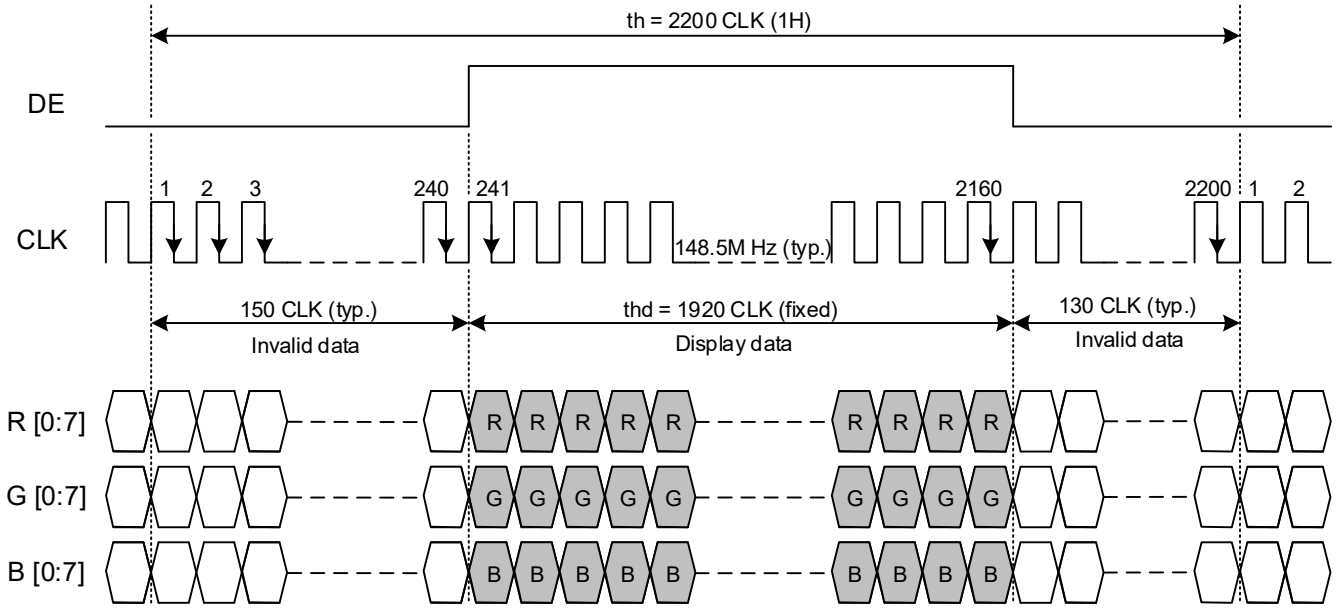 th = 2200 CLK (1H)
DE
1 2 3 240 241 2160 2200 1 2
CLK
148.5M Hz (typ.)
150 CLK (typ.) thd = 1920 CLK (fixed) 130 CLK (typ.)
Invalid data Display data Invalid data
R [0:7] R R R R R R R R R
G [0:7] G G G G G G G G G
B [0:7] B B B B B B B B B